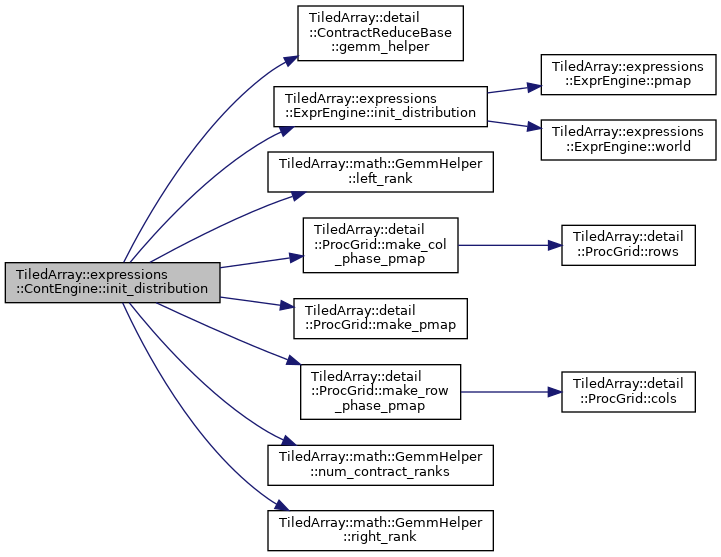 TiledArray::expressions
::ContEngine::init_distribution
TiledArray::detail
::ContractReduceBase
::gemm_helper
TiledArray::expressions
::ExprEngine::init_distribution
TiledArray::expressions
::ExprEngine::pmap
TiledArray::expressions
::ExprEngine::world
TiledArray::math::GemmHelper
::left_rank
TiledArray::detail
::ProcGrid::make_col
_phase_pmap
TiledArray::detail
::ProcGrid::rows
TiledArray::detail
::ProcGrid::make_pmap
TiledArray::detail
::ProcGrid::make_row
_phase_pmap
TiledArray::detail
::ProcGrid::cols
TiledArray::math::GemmHelper
::num_contract_ranks
TiledArray::math::GemmHelper
::right_rank